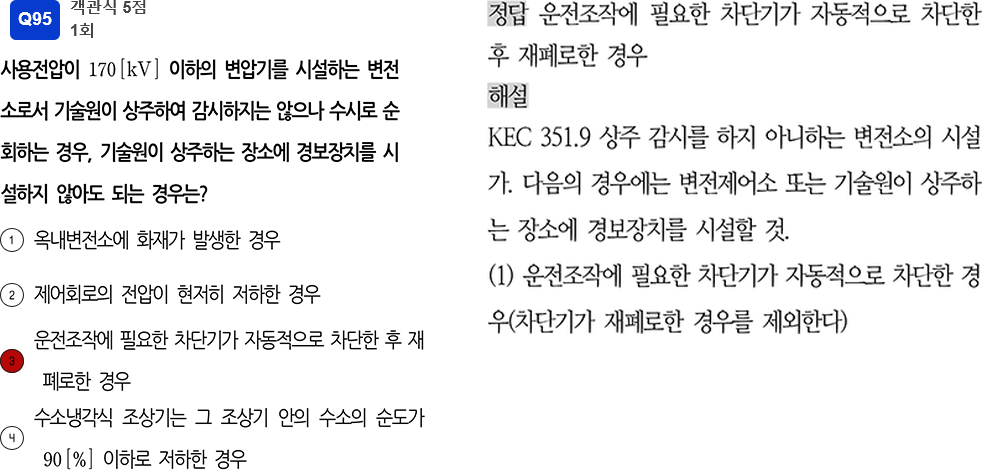 Q95
객관식 5점
1회
사용전압이 170[kV] 이하의 변압기를 시설하는 변전
소로서 기술원이 상주하여 감시하지는 않으나 수시로 순
회하는 경우, 기술원이 상주하는 장소에 경보장치를 시
설하지 않아도 되는 경우는?
① 옥내변전소에 화재가 발생한 경우
② 제어회로의 전압이 현저히 저하한 경우
③ 운전조작에 필요한 차단기가 자동적으로 차단한 후 재
폐로한 경우
④ 수소냉각식 조상기는 그 조상기 안의 수소의 순도가
90[%] 이하로 저하한 경우
정답 운전조작에 필요한 차단기가 자동적으로 차단한
후 재폐로한 경우
해설
KEC 351.9 상주 감시를 하지 아니하는 변전소의 시설
가. 다음의 경우에는 변전제어소 또는 기술원이 상주하
는 장소에 경보장치를 시설할 것.
(1) 운전조작에 필요한 차단기가 자동적으로 차단한 경
우(차단기가 재폐로한 경우를 제외한다)